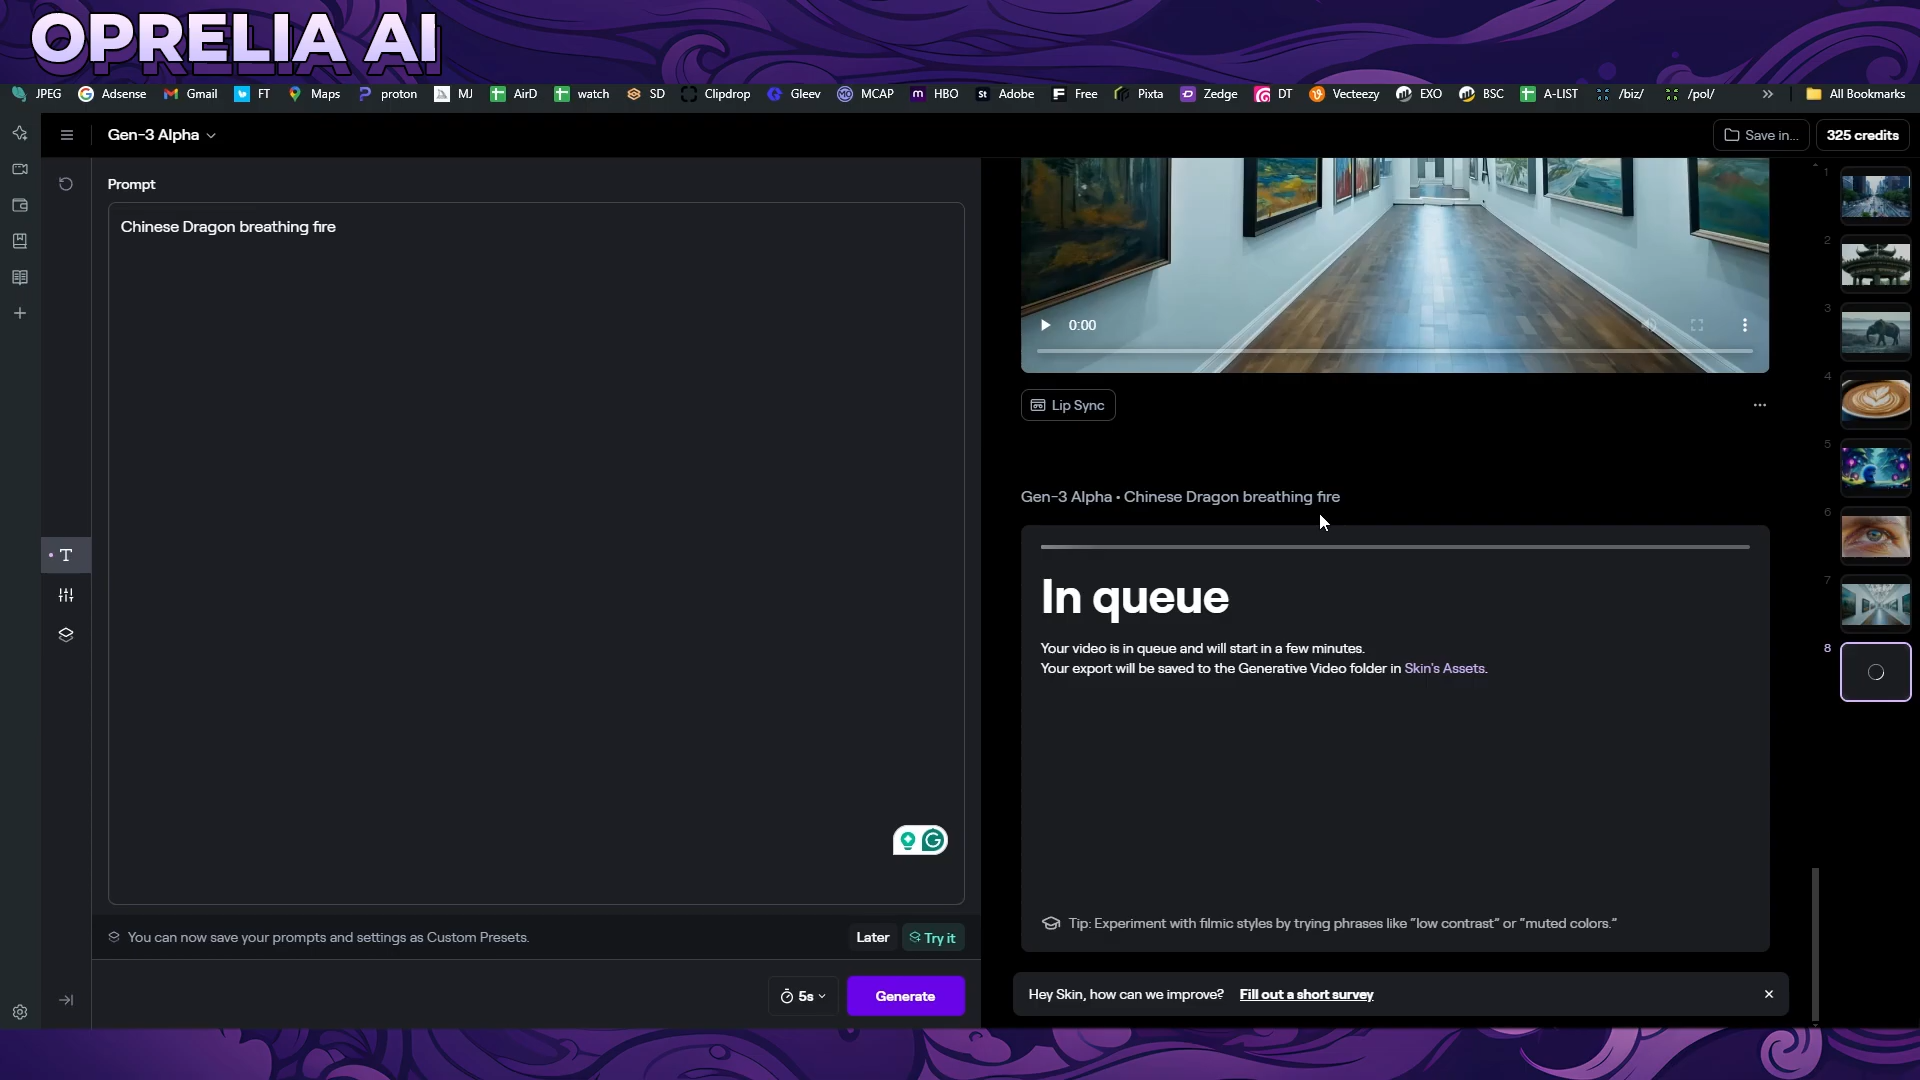 OPRELIA AI
JPEG Adsense Gmail FT Maps proton MJ AirD watch SD Clipdrop Gleev MCAP HBO Adobe Free Pixta Zedge DT Vecteezy EXO BSC A-LIST /biz/ /pol/ » All Bookmarks
Gen-3 Alpha
Save in...
325 credits
Prompt
Chinese Dragon breathing fire
You can now save your prompts and settings as Custom Presets.
Later
Try it
5s
Generate
0:00
Lip Sync
Gen-3 Alpha • Chinese Dragon breathing fire
In queue
Your video is in queue and will start in a few minutes.
Your export will be saved to the Generative Video folder in Skin's Assets.
Tip: Experiment with filmic styles by trying phrases like "low contrast" or "muted colors."
Hey Skin, how can we improve? Fill out a short survey
1
2
3
4
5
6
7
8